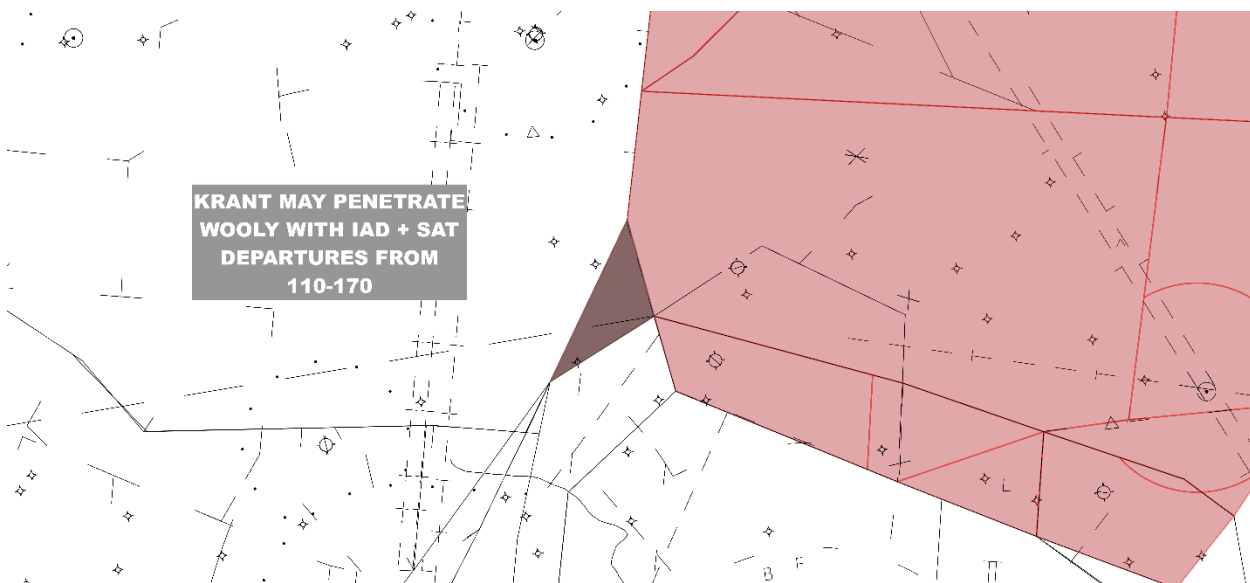 KRANT MAY PENETRATE
WOOLY WITH IAD + SAT
DEPARTURES FROM
110-170
B F